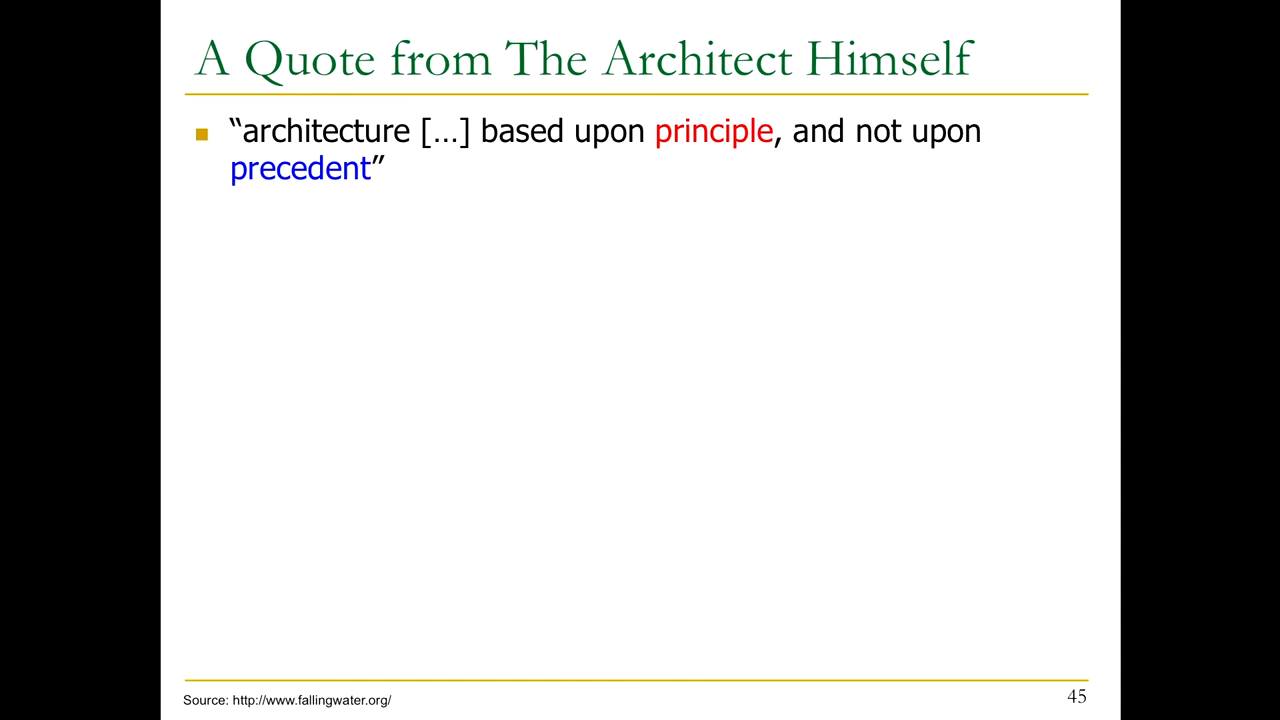 A Quote from The Architect Himself
“architecture […] based upon principle, and not upon
precedent”
Source: http://www.fallingwater.org/
45